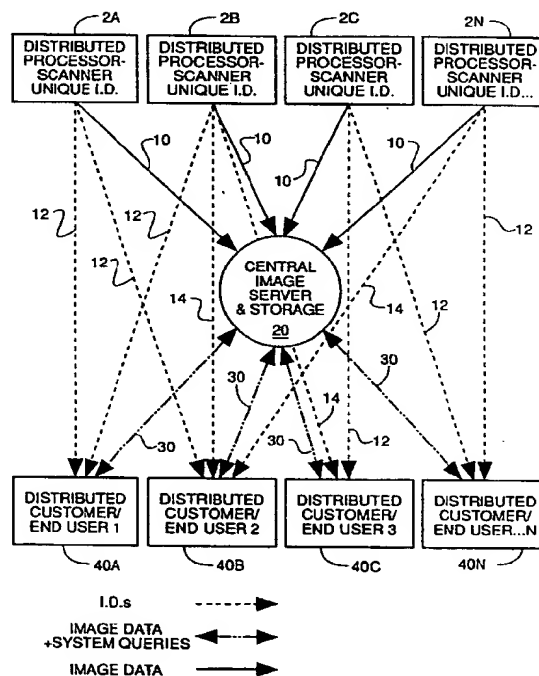 2A
2B
2C
2N
DISTRIBUTED
PROCESSOR-
SCANNER
UNIQUE I.D.
DISTRIBUTED
PROCESSOR-
SCANNER
UNIQUE I.D.
DISTRIBUTED
PROCESSOR-
SCANNER
UNIQUE I.D.
DISTRIBUTED
PROCESSOR-
SCANNER
UNIQUE I.D...
10
10
10
10
12
12
12
12
14
14
12
CENTRAL
IMAGE
SERVER
& STORAGE
20
30
30
14
30
12
30
DISTRIBUTED
CUSTOMER/
END USER 1
DISTRIBUTED
CUSTOMER/
END USER 2
DISTRIBUTED
CUSTOMER/
END USER 3
DISTRIBUTED
CUSTOMER/
END USER...N
40A
40B
40C
40N
I.D.s
IMAGE DATA
+SYSTEM QUERIES
IMAGE DATA